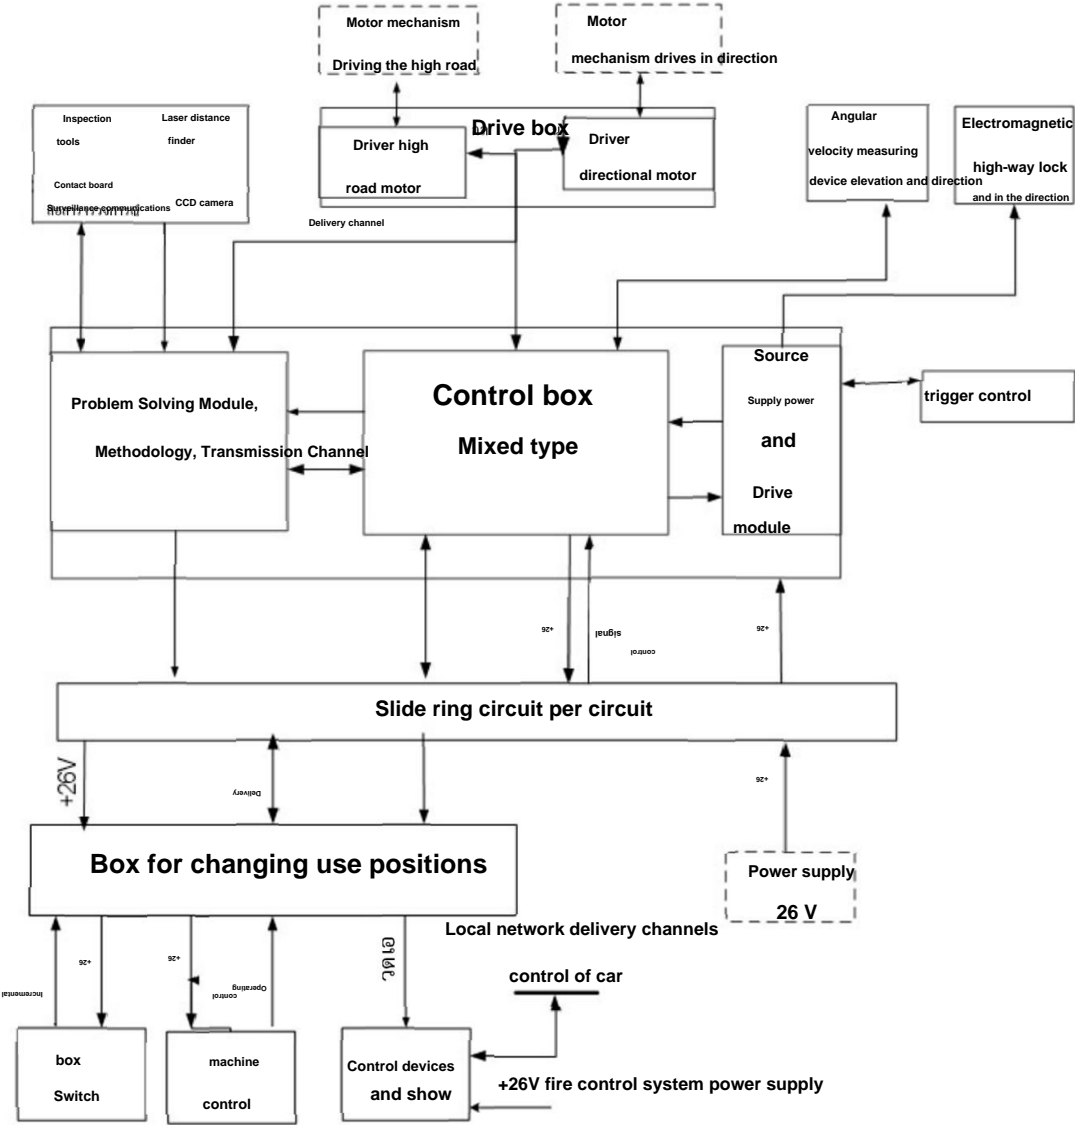 Motor mechanism
Driving the high road
Motor
mechanism drives in direction
Inspection
tools
Laser distance
finder
Contact board
Surveillance communications
CCD camera
Drive box
Driver high
road motor
Driver
directional motor
Delivery channel
Angular
velocity measuring
device elevation and direction
Electromagnetic
high-way lock
and in the direction
Problem Solving Module,
Methodology, Transmission Channel
Control box
Mixed type
Source
Supply power
and
Drive
module
trigger control
+26
signal
control
+26
Slide ring circuit per circuit
+26V
Delivery
+26
Box for changing use positions
Power supply
26 V
Local network delivery channels
control of car
Incremental
+26
+26
control
Operating
box
Switch
machine
control
Control devices
and show
+26V fire control system power supply